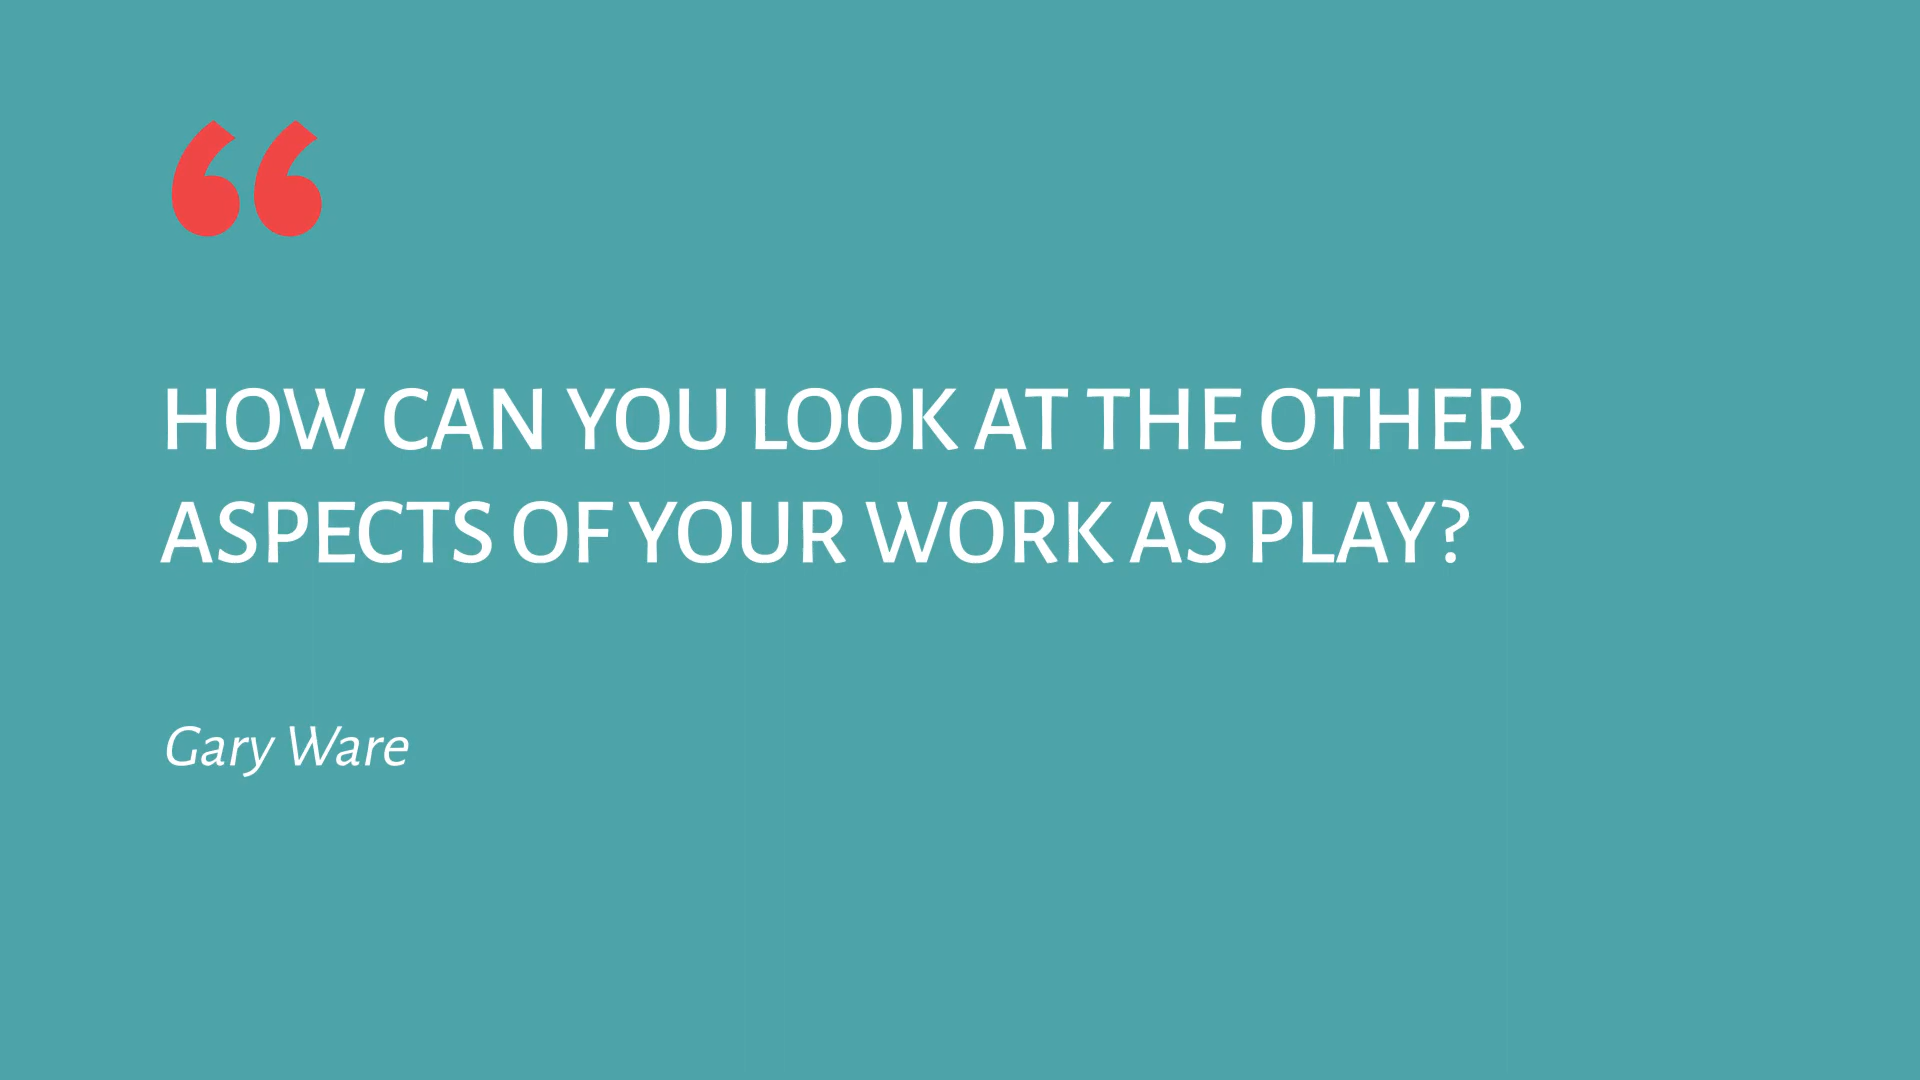 “
HOW CAN YOU LOOK AT THE OTHER
ASPECTS OF YOUR WORK AS PLAY?
Gary Ware